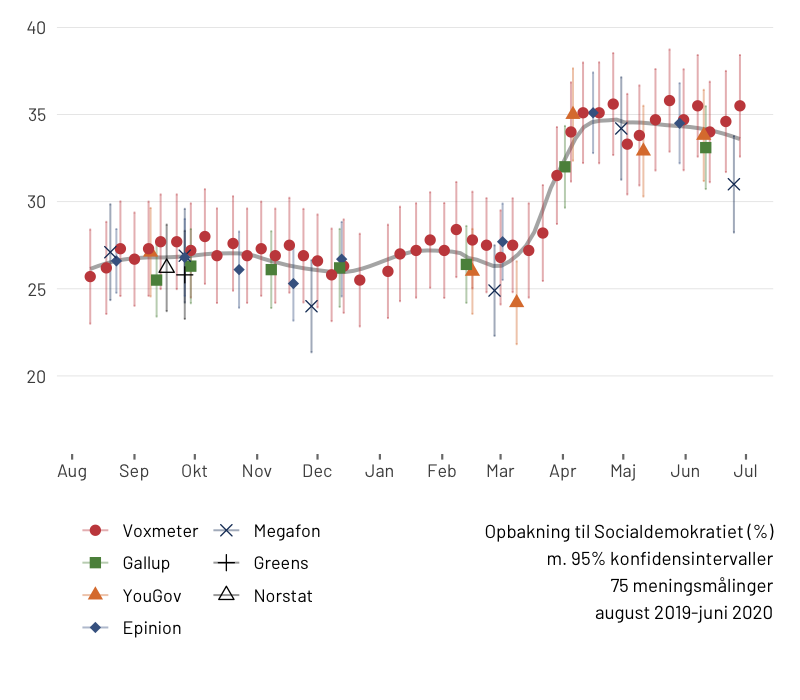 40
35
30
25
20
Aug Sep Okt Nov Dec Jan Feb Mar Apr Maj Jun Jul
Voxmeter Megafon
Gallup Greens
YouGov Norstat
Epinion
Opbakning til Socialdemokratiet (%)
m. 95% konfidensintervaller
75 meningsmålinger
august 2019-juni 2020